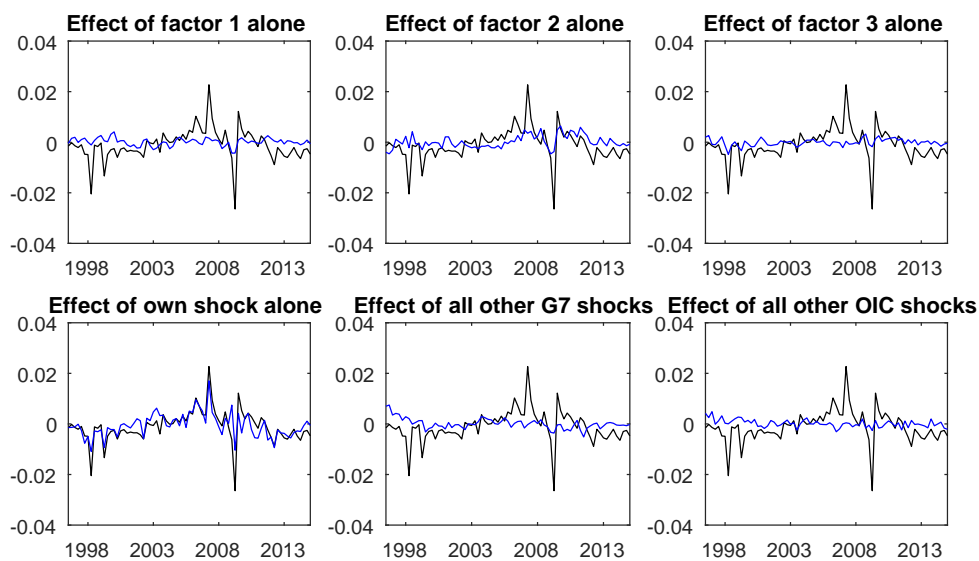 Effect of factor 1 alone
Effect of factor 2 alone
Effect of factor 3 alone
0.04
0.02
0
-0.02
-0.04
1998 2003 2008 2013
0.04
0.02
0
-0.02
-0.04
1998 2003 2008 2013
0.04
0.02
0
-0.02
-0.04
1998 2003 2008 2013
Effect of own shock alone
Effect of all other G7 shocks
Effect of all other OIC shocks
0.04
0.02
0
-0.02
-0.04
1998 2003 2008 2013
0.04
0.02
0
-0.02
-0.04
1998 2003 2008 2013
0.04
0.02
0
-0.02
-0.04
1998 2003 2008 2013